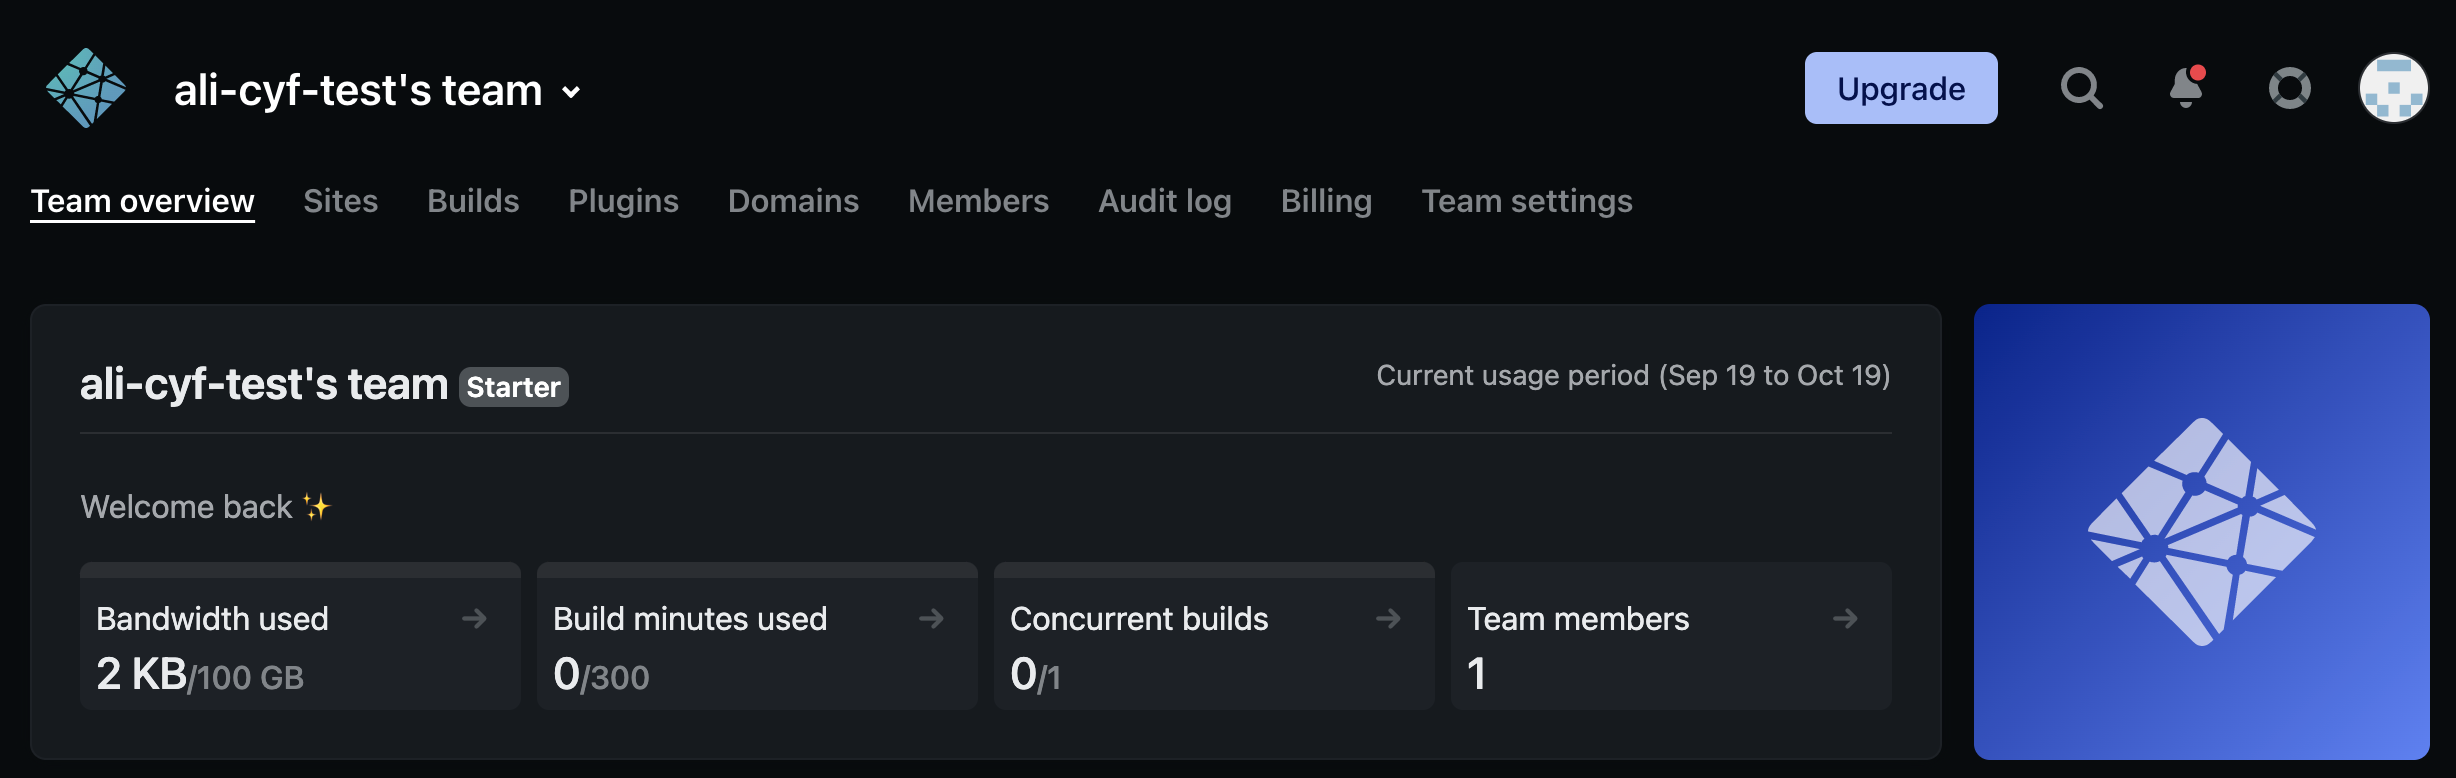 ali-cyf-test's team
Upgrade
Team overview Sites Builds Plugins Domains Members Audit log Billing Team settings
ali-cyf-test's team Starter
Current usage period (Sep 19 to Oct 19)
Welcome back ✨
Bandwidth used
2 KB/100 GB
Build minutes used
0/300
Concurrent builds
0/1
Team members
1